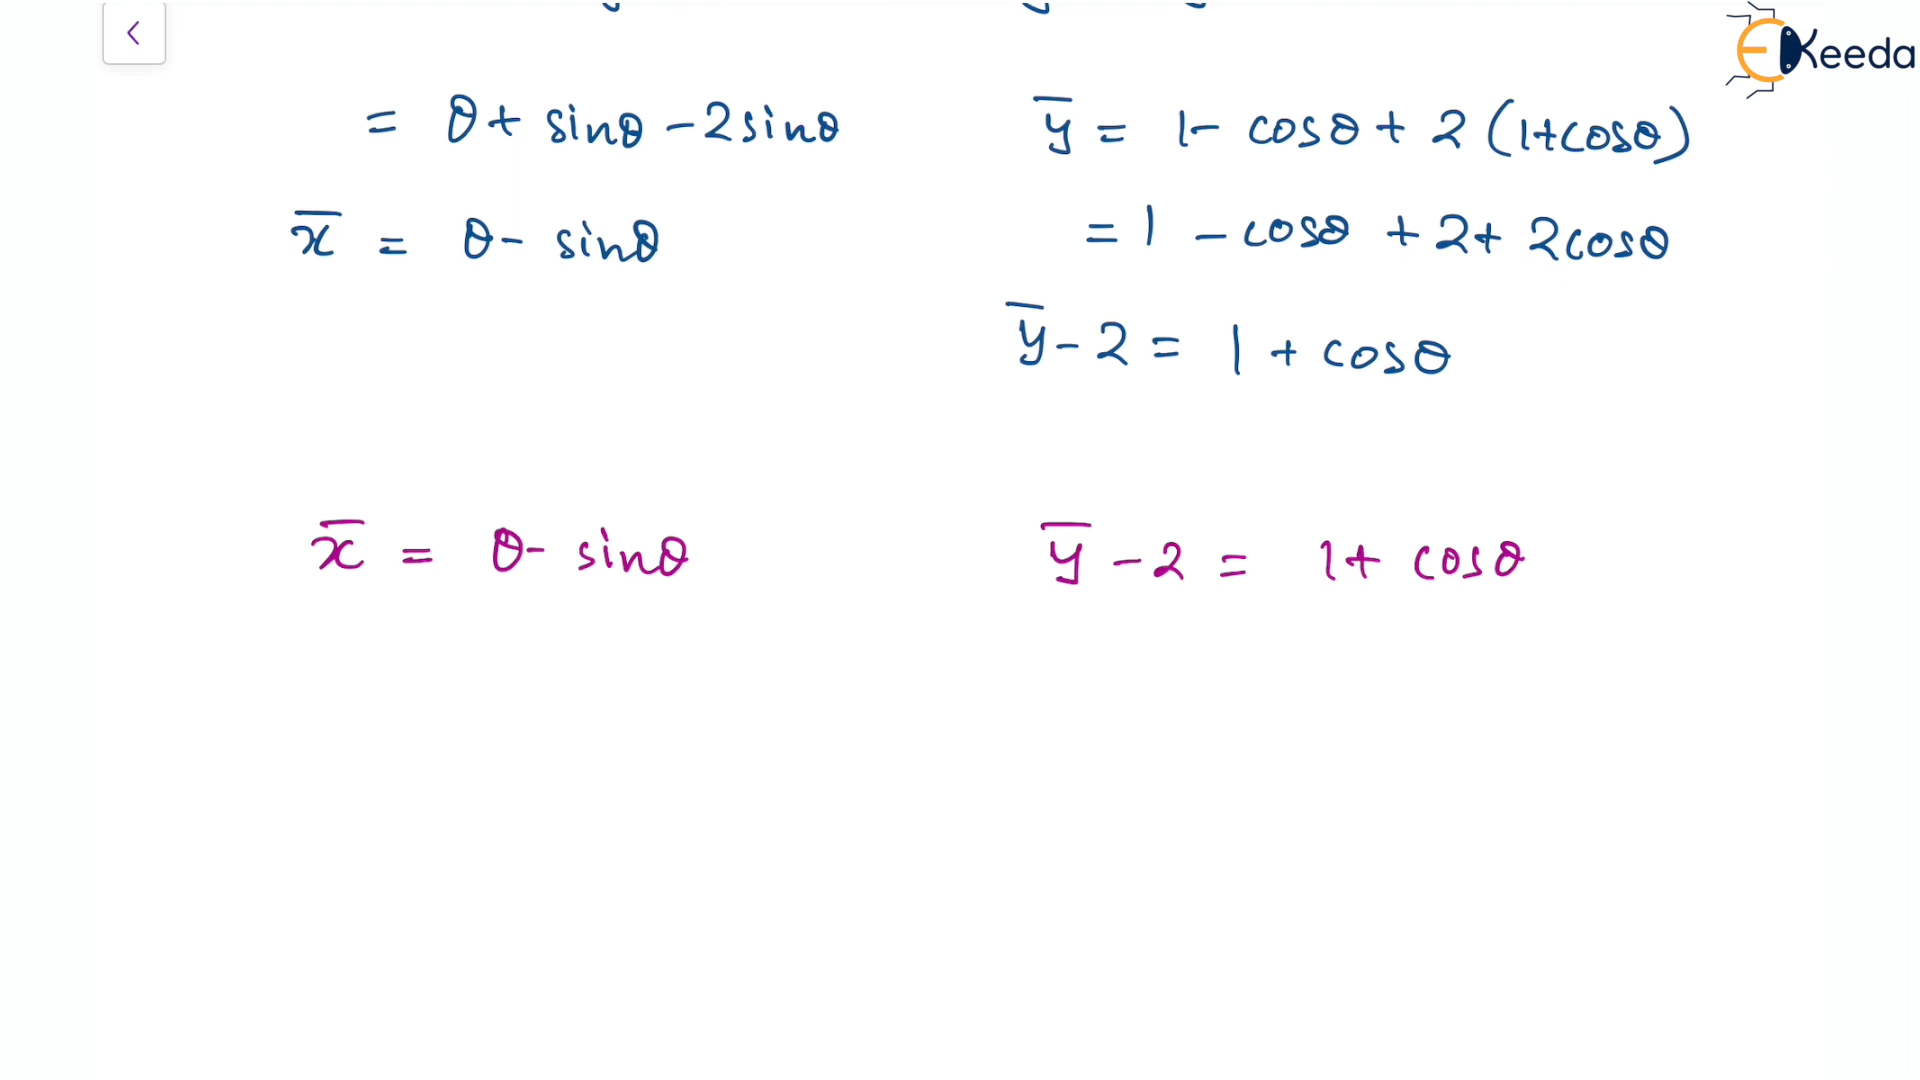 EKeeda
= θ + sinθ - 2sinθ
x̄ = θ - sinθ
ȳ = 1 - cosθ + 2 (1+cosθ)
= 1 - cosθ + 2 + 2cosθ
ȳ - 2 = 1 + cosθ
x̄ = θ - sinθ
ȳ - 2 = 1 + cosθ